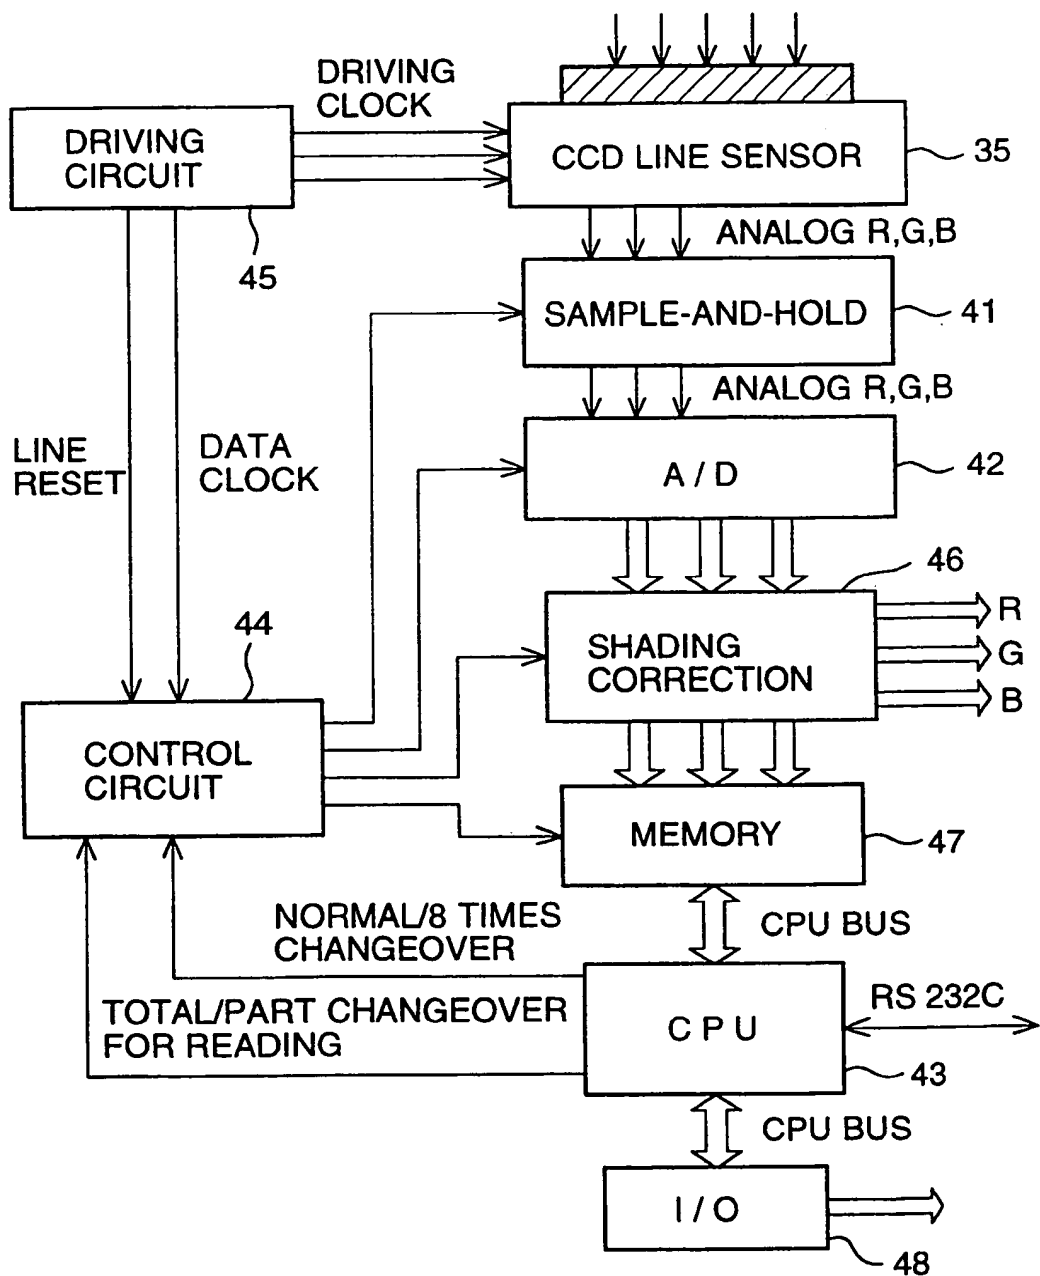 DRIVING
CLOCK
DRIVING
CIRCUIT
CCD LINE SENSOR
35
45
ANALOG R,G,B
SAMPLE-AND-HOLD
41
ANALOG R,G,B
LINE
RESET
DATA
CLOCK
A / D
42
46
44
SHADING
CORRECTION
R
G
B
CONTROL
CIRCUIT
MEMORY
47
NORMAL/8 TIMES
CHANGEOVER
CPU BUS
TOTAL/PART CHANGEOVER
FOR READING
C P U
RS 232C
43
CPU BUS
I / O
48